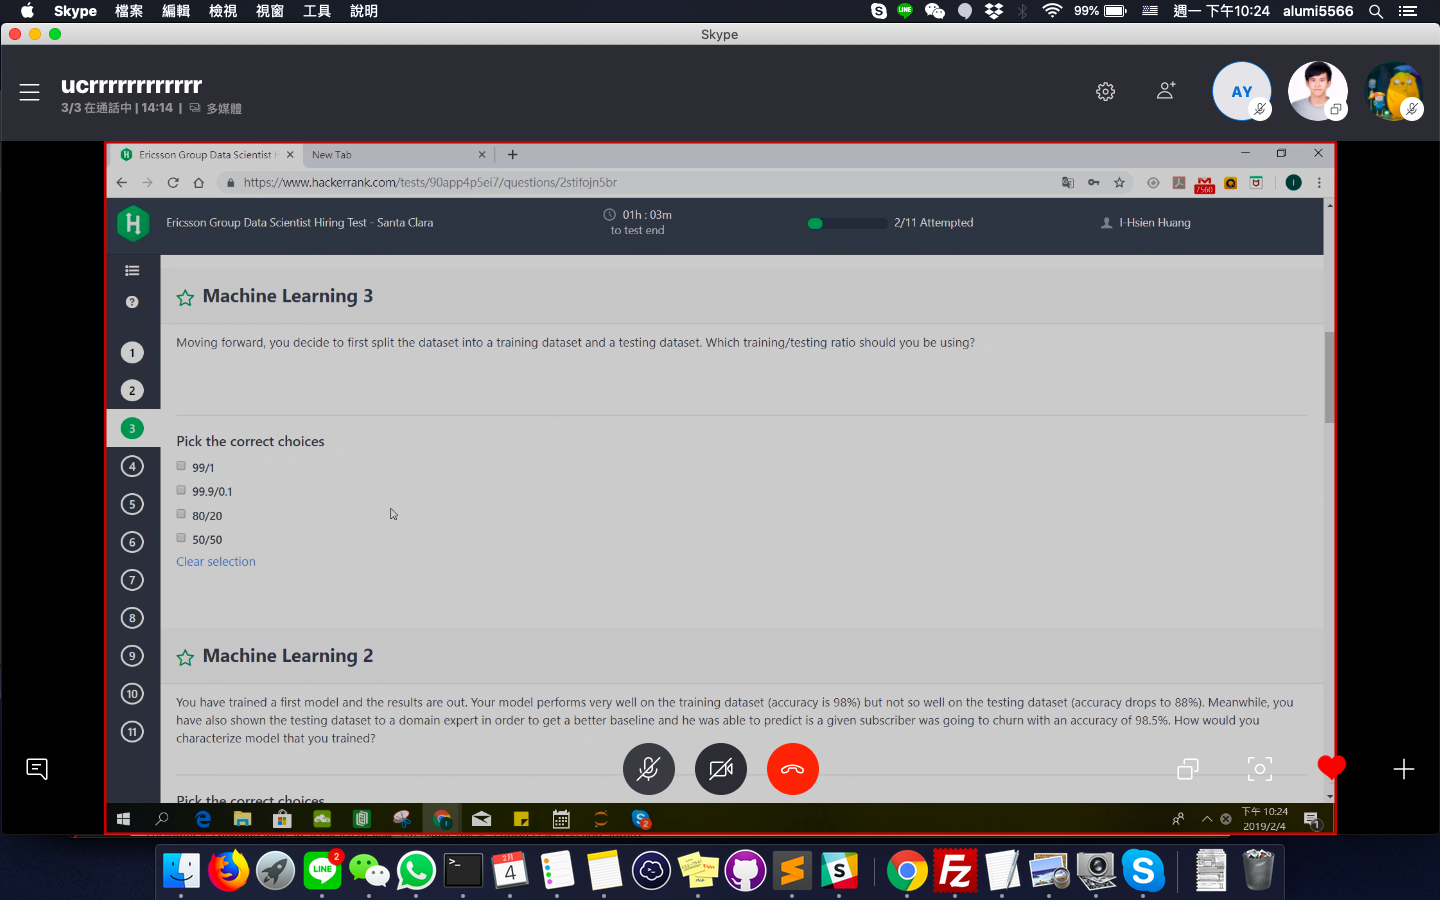 Skype 檔案 編輯 檢視 視窗 工具 說明 99% 週一 下午10:24 alumi5566
Skype
ucrrrrrrrrrrrrr
3/3 在通話中 | 14:14 | 多媒體
AY
Ericsson Group Data Scientist
New Tab
https://www.hackerrank.com/tests/90app4p5ei7/questions/2stifojn5br
7560
Ericsson Group Data Scientist Hiring Test - Santa Clara
01h : 03m
to test end
2/11 Attempted
I-Hsien Huang
Machine Learning 3
Moving forward, you decide to first split the dataset into a training dataset and a testing dataset. Which training/testing ratio should you be using?
Pick the correct choices
99/1
99.9/0.1
80/20
50/50
Clear selection
1
2
3
4
5
6
7
8
9
10
11
Machine Learning 2
You have trained a first model and the results are out. Your model performs very well on the training dataset (accuracy is 98%) but not so well on the testing dataset (accuracy drops to 88%). Meanwhile, you
have also shown the testing dataset to a domain expert in order to get a better baseline and he was able to predict is a given subscriber was going to churn with an accuracy of 98.5%. How would you
characterize model that you trained?
Pick the correct choices
下午 10:24
2019/2/4
2月
4
LINE
2